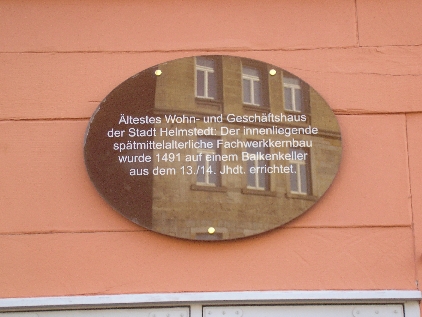 Ältestes Wohn- und Geschäftshaus
der Stadt Helmstedt: Der innenliegende
spätmittelalterliche Fachwerkkernbau
wurde 1491 auf einem Balkenkeller
aus dem 13./14. Jhdt. errichtet.